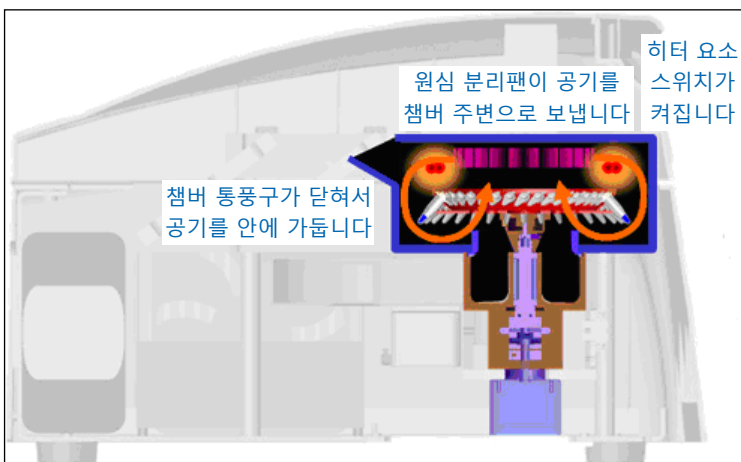 히터 요소
스위치가
켜집니다
원심 분리팬이 공기를
챔버 주변으로 보냅니다
챔버 통풍구가 닫혀서
공기를 안에 가둡니다